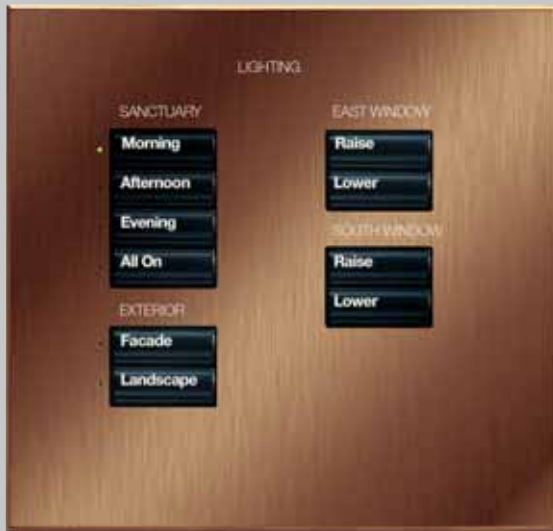 LIGHTING
SANCTUARY
Morning
Afternoon
Evening
All On
EXTERIOR
Facade
Landscape
EAST WINDOW
Raise
Lower
SOUTH WINDOW
Raise
Lower